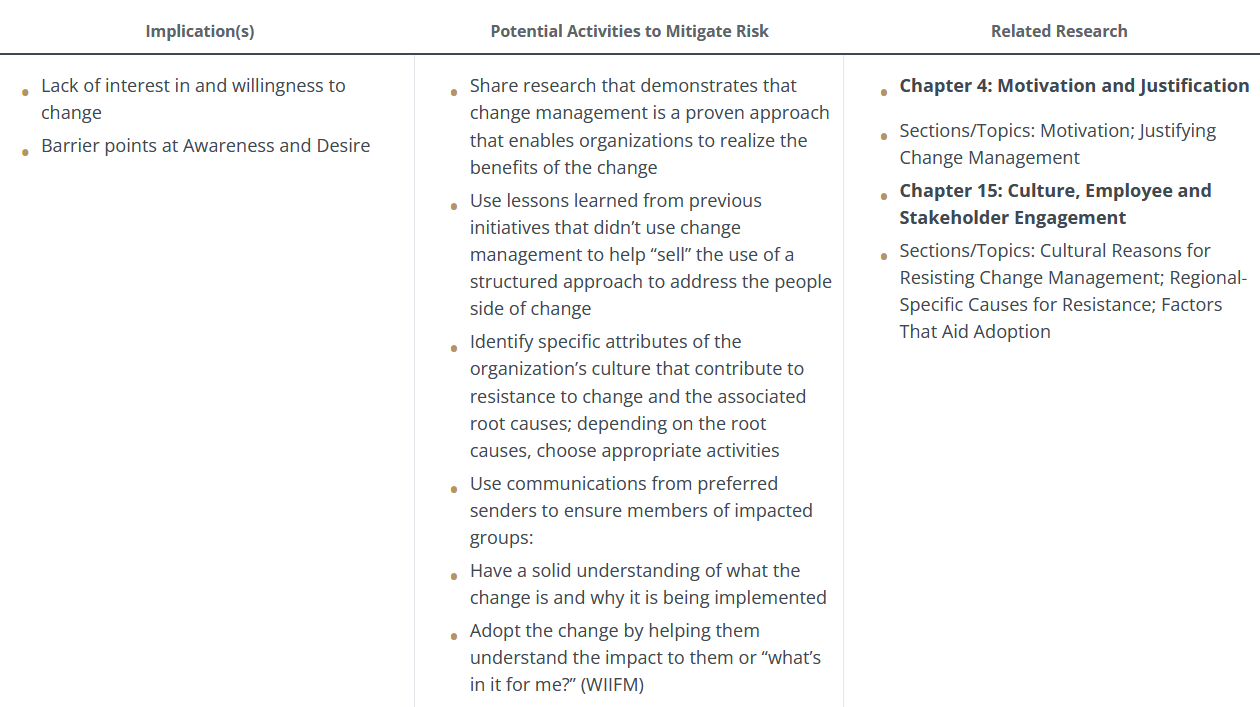 Implication(s)
Potential Activities to Mitigate Risk
Related Research
Lack of interest in and willingness to
change
Barrier points at Awareness and Desire
Share research that demonstrates that
change management is a proven approach
that enables organizations to realize the
benefits of the change
Use lessons learned from previous
initiatives that didn’t use change
management to help “sell” the use of a
structured approach to address the people
side of change
Identify specific attributes of the
organization’s culture that contribute to
resistance to change and the associated
root causes; depending on the root
causes, choose appropriate activities
Use communications from preferred
senders to ensure members of impacted
groups:
Have a solid understanding of what the
change is and why it is being implemented
Adopt the change by helping them
understand the impact to them or “what’s
in it for me?” (WIIFM)
Chapter 4: Motivation and Justification
Sections/Topics: Motivation; Justifying
Change Management
Chapter 15: Culture, Employee and
Stakeholder Engagement
Sections/Topics: Cultural Reasons for
Resisting Change Management; Regional-
Specific Causes for Resistance; Factors
That Aid Adoption